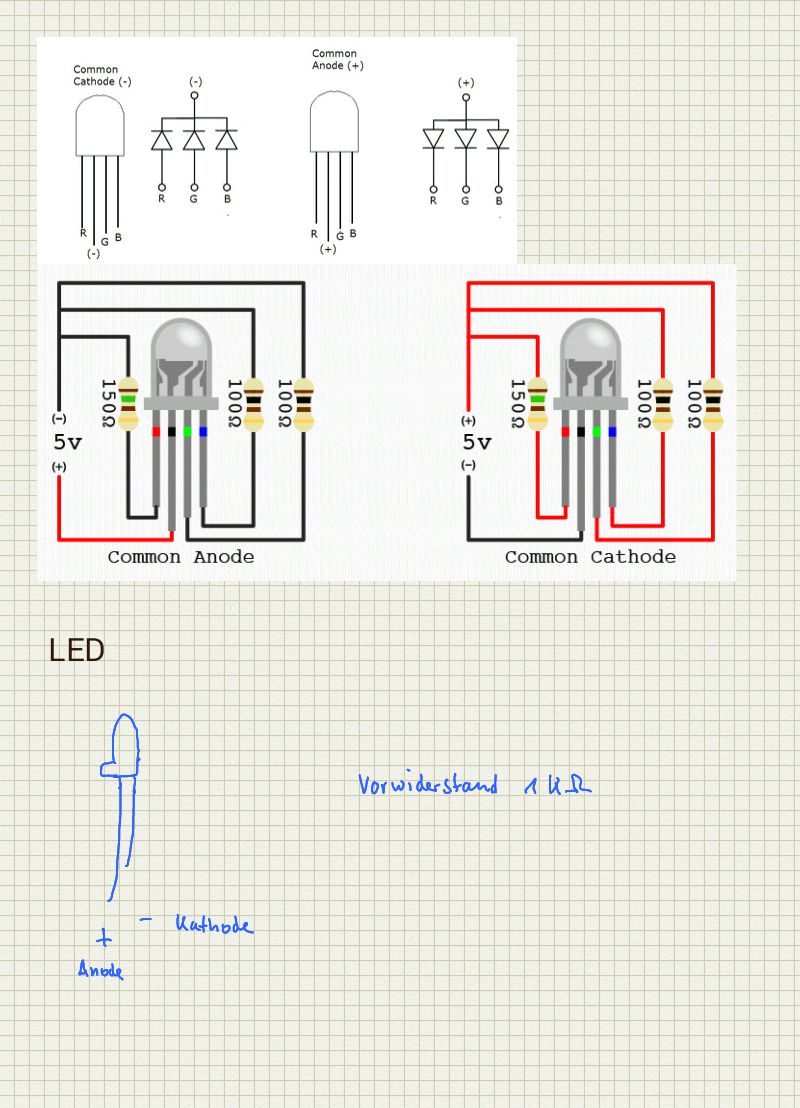 Common
Cathode (-)
(-)
R G B
R
(-)
G
B
Common
Anode (+)
(+)
R G B
R
(+)
G
B
150Ω
100Ω
100Ω
(-)
5v
(+)
Common Anode
150Ω
100Ω
100Ω
(+)
5v
(-)
Common Cathode
LED
Vorwiderstand 1 KΩ
- Kathode
+
Anode